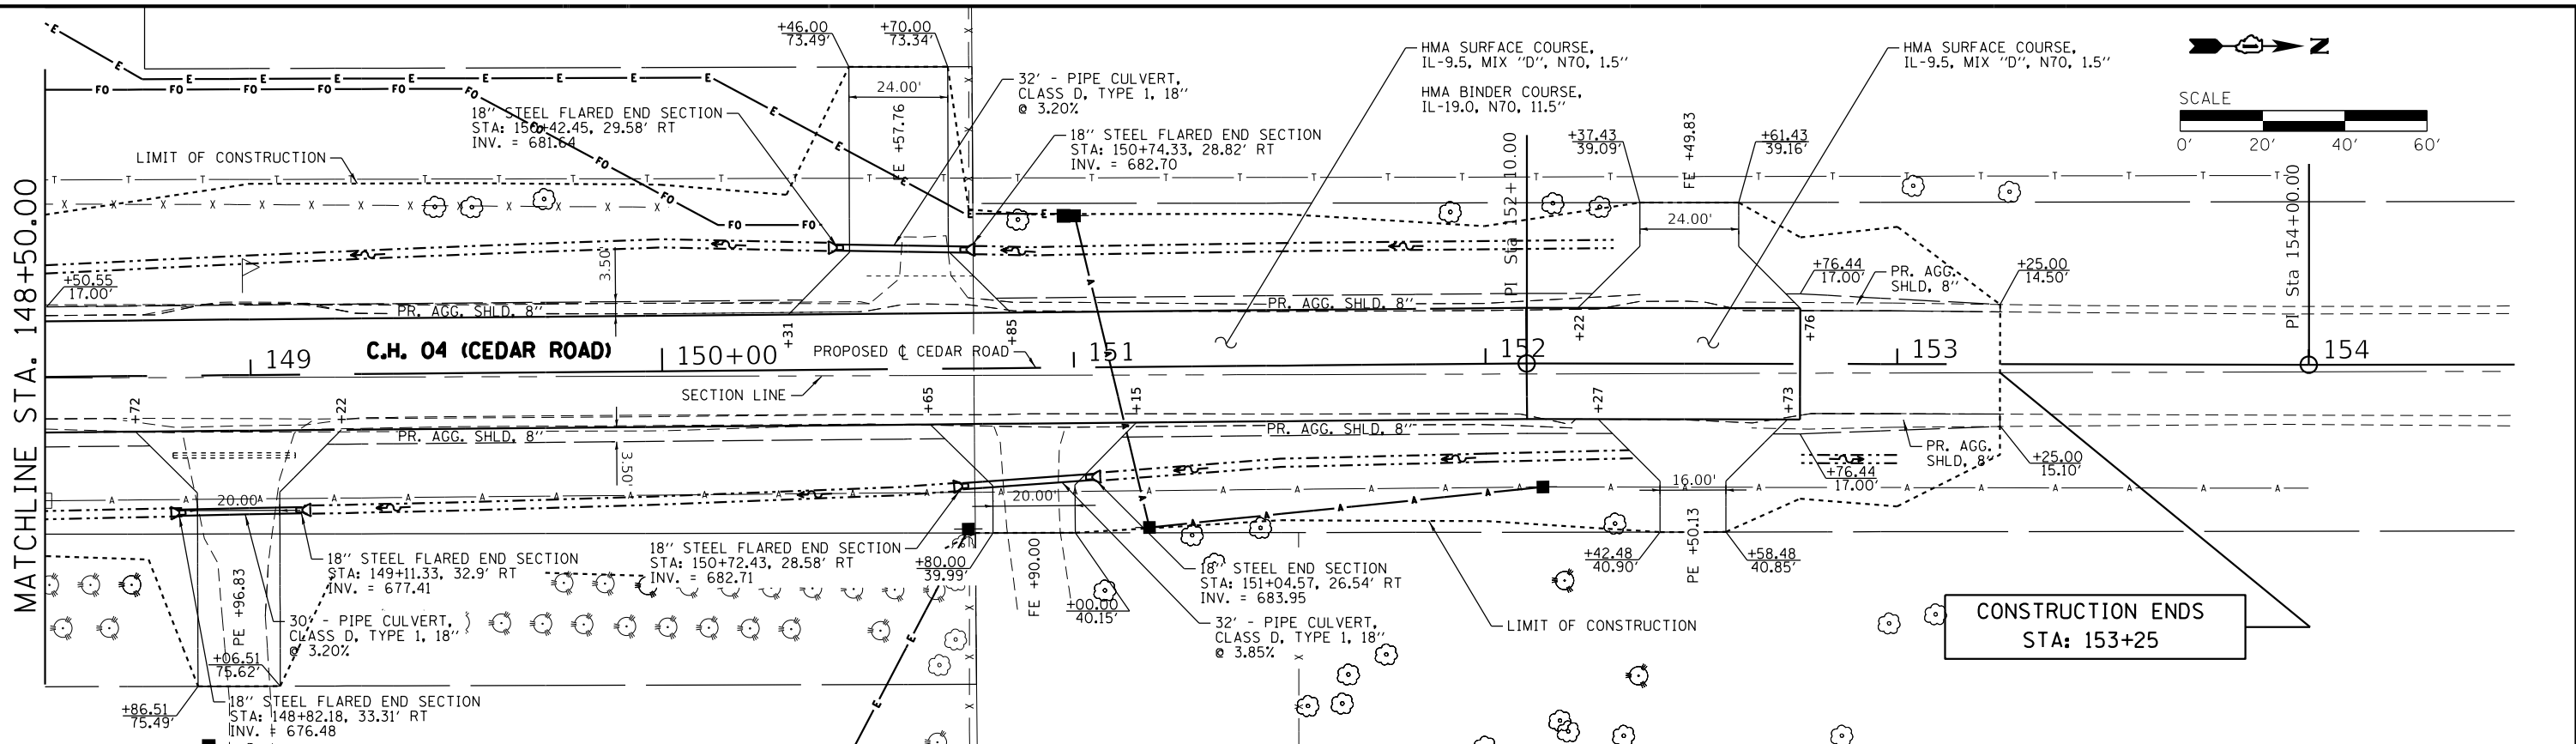 MATCHLINE STA. 148+50.00
+46.00
73.49'
+70.00
73.34'
24.00'
FE +57.76
32' - PIPE CULVERT,
CLASS D, TYPE 1, 18"
@ 3.20%
18" STEEL FLARED END SECTION
STA: 150+42.45, 29.58' RT
INV. = 681.64
18" STEEL FLARED END SECTION
STA: 150+74.33, 28.82' RT
INV. = 682.70
HMA SURFACE COURSE,
IL-9.5, MIX "D", N70, 1.5"
HMA BINDER COURSE,
IL-19.0, N70, 11.5"
HMA SURFACE COURSE,
IL-9.5, MIX "D", N70, 1.5"
N
SCALE
0' 20' 40' 60'
LIMIT OF CONSTRUCTION
PI Sta 152+10.00
+37.43
39.09'
FE +49.83
+61.43
39.16'
24.00'
PI Sta 154+00.00
+50.55
17.00'
3.50'
+76.44
17.00'
PR. AGG.
SHLD, 8"
+25.00
14.50'
PR. AGG. SHLD, 8"
PR. AGG. SHLD, 8"
+31
+85
+22
+76
149
C.H. 04 (CEDAR ROAD)
150+00
PROPOSED ℄ CEDAR ROAD
151
152
153
154
SECTION LINE
+72
+22
+65
+15
+27
+73
PR. AGG. SHLD, 8"
PR. AGG. SHLD, 8"
3.50'
PR. AGG.
SHLD, 8"
+25.00
15.10'
+76.44
17.00'
20.00'
20.00'
16.00'
18" STEEL FLARED END SECTION
STA: 149+11.33, 32.9' RT
INV. = 677.41
18" STEEL FLARED END SECTION
STA: 150+72.43, 28.58' RT
INV. = 682.71
+80.00
39.99'
FE +90.00
+00.00
40.15'
18" STEEL END SECTION
STA: 151+04.57, 26.54' RT
INV. = 683.95
+42.48
40.90'
PE +50.13
+58.48
40.85'
PE +96.83
30' - PIPE CULVERT,
CLASS D, TYPE 1, 18"
@ 3.20%
32' - PIPE CULVERT,
CLASS D, TYPE 1, 18"
@ 3.85%
LIMIT OF CONSTRUCTION
CONSTRUCTION ENDS
STA: 153+25
+06.51
75.62'
+86.51
75.49'
18" STEEL FLARED END SECTION
STA: 148+82.18, 33.31' RT
INV. = 676.48